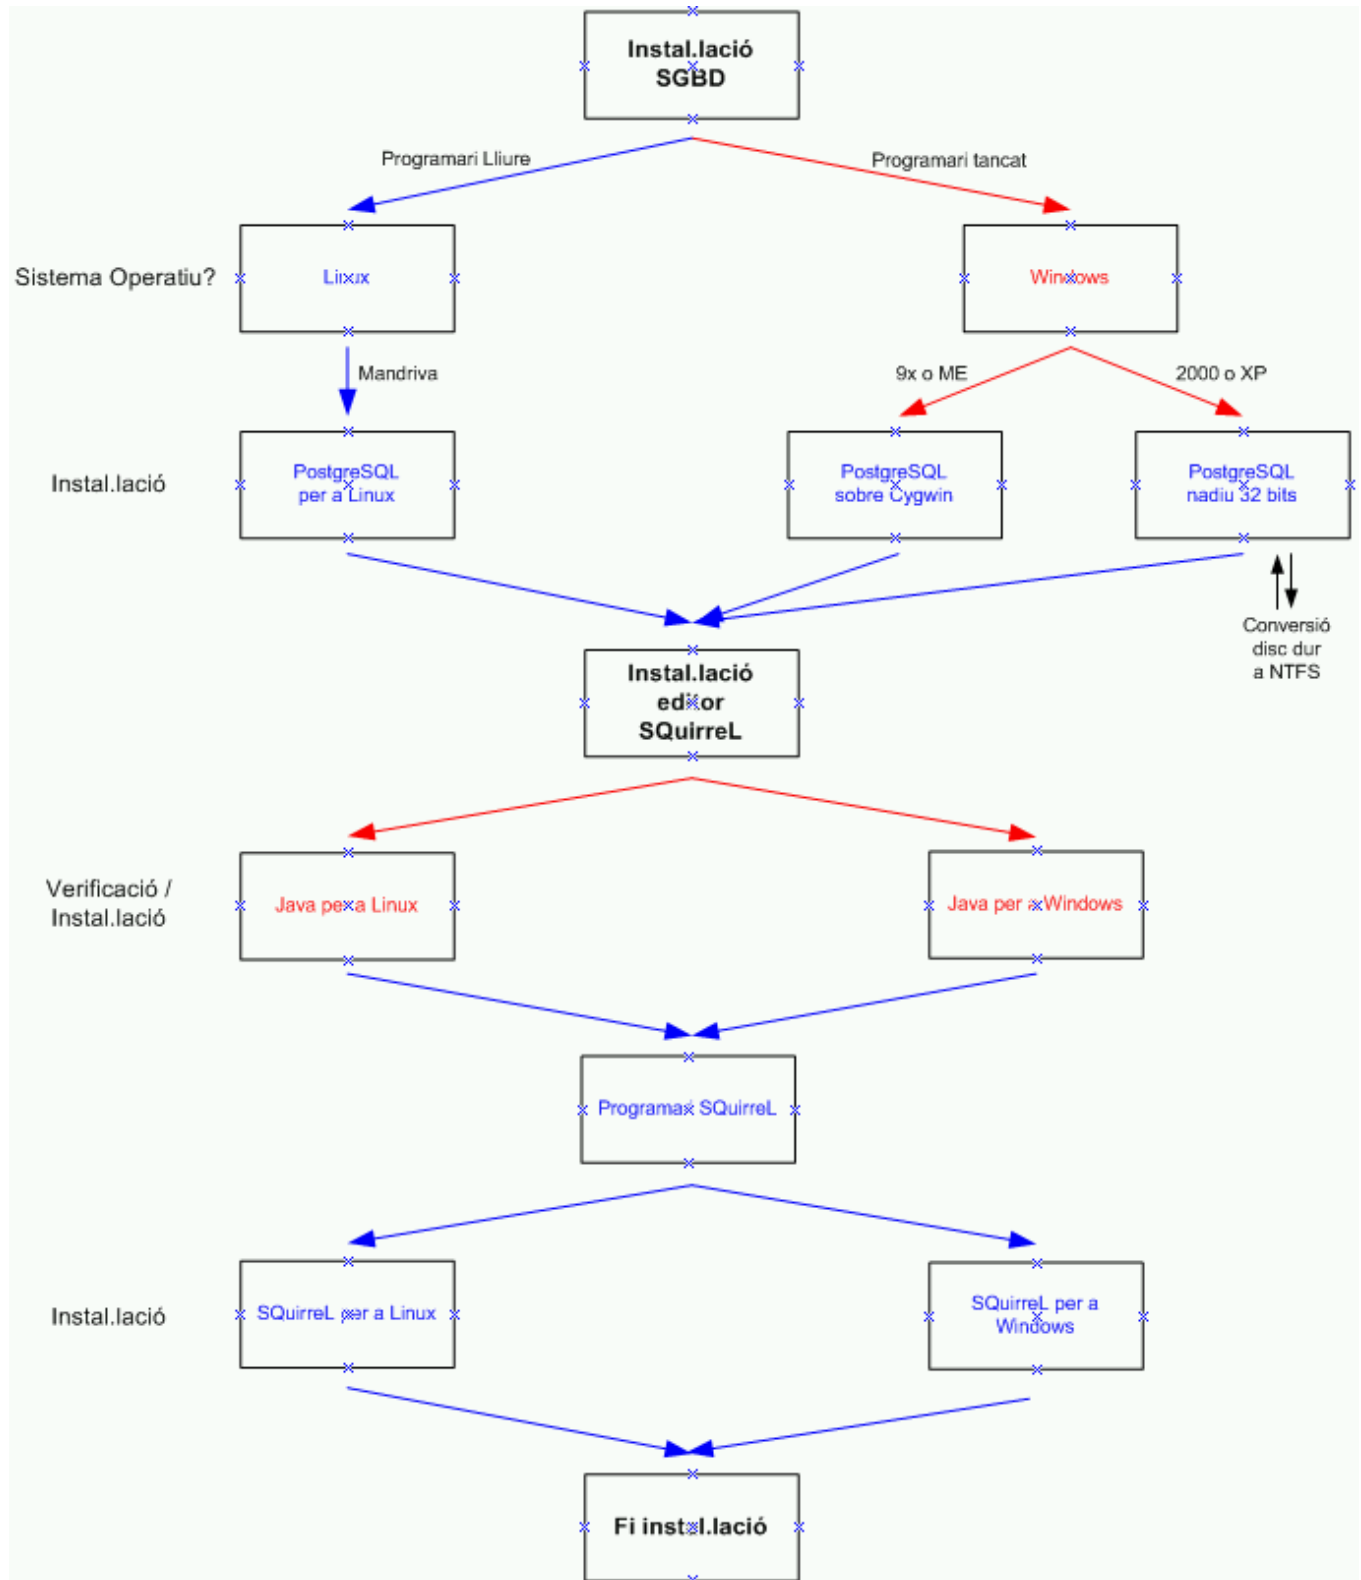 Instal.lació
SGBD
Programari Lliure
Programari tancat
Sistema Operatiu?
Linux
Windows
Mandriva
9x o ME
2000 o XP
Instal.lació
PostgreSQL
per a Linux
PostgreSQL
sobre Cygwin
PostgreSQL
nadiu 32 bits
Conversió
disc dur
a NTFS
Instal.lació
editor
SQuirreL
Verificació /
Instal.lació
Java per a Linux
Java per a Windows
Programari SQuirreL
Instal.lació
SQuirreL per a Linux
SQuirreL per a
Windows
Fi instal.lació